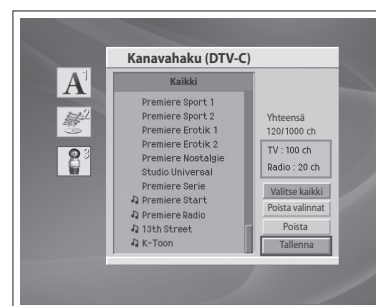 Kanavahaku (DTV-C)
A1
2
3
Kaikki
Premiere Sport 1
Premiere Sport 2
Premiere Erotik 1
Premiere Erotik 2
Premiere Nostalgie
Studio Universal
Premiere Serie
Premiere Start
Premiere Radio
13th Street
K-Toon
Yhteensä
120/1000 ch
TV : 100 ch
Radio : 20 ch
Valitse kaikki
Poista valinnat
Poista
Tallenna